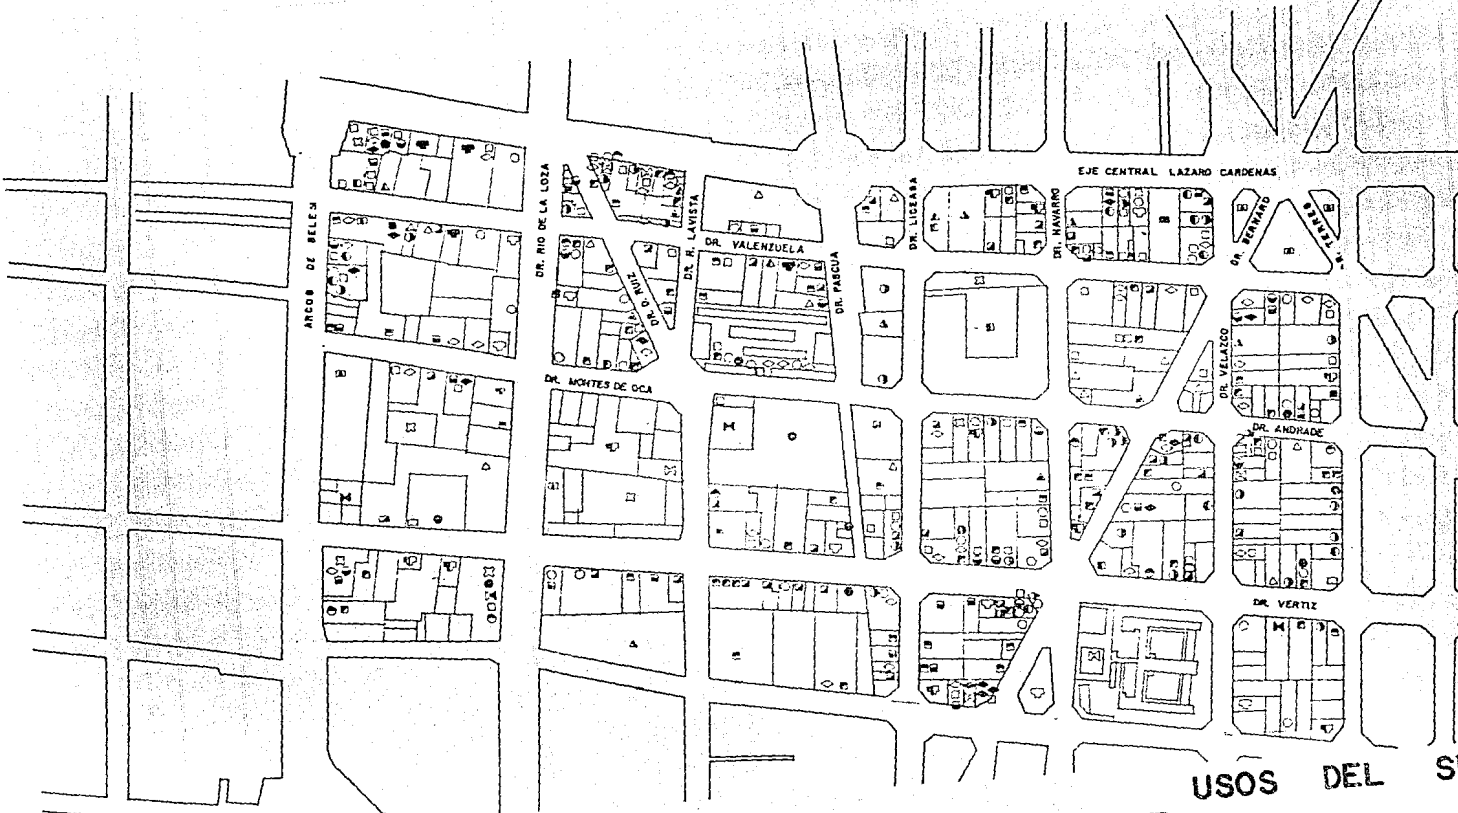 EJE CENTRAL LAZARO CARDENAS
ARCOS DE BELEM
DR. RIO DE LA LOZA
DR. R. LAVISTA
DR. VALENZUELA
DR. PASCUA
DR. LICEAGA
DR. NAVARRO
DR. BERNARD
DR. TERRES
DR. VELAZCO
DR. MONTES DE OCA
DR. ANDRADE
DR. VERTIZ
USOS DEL